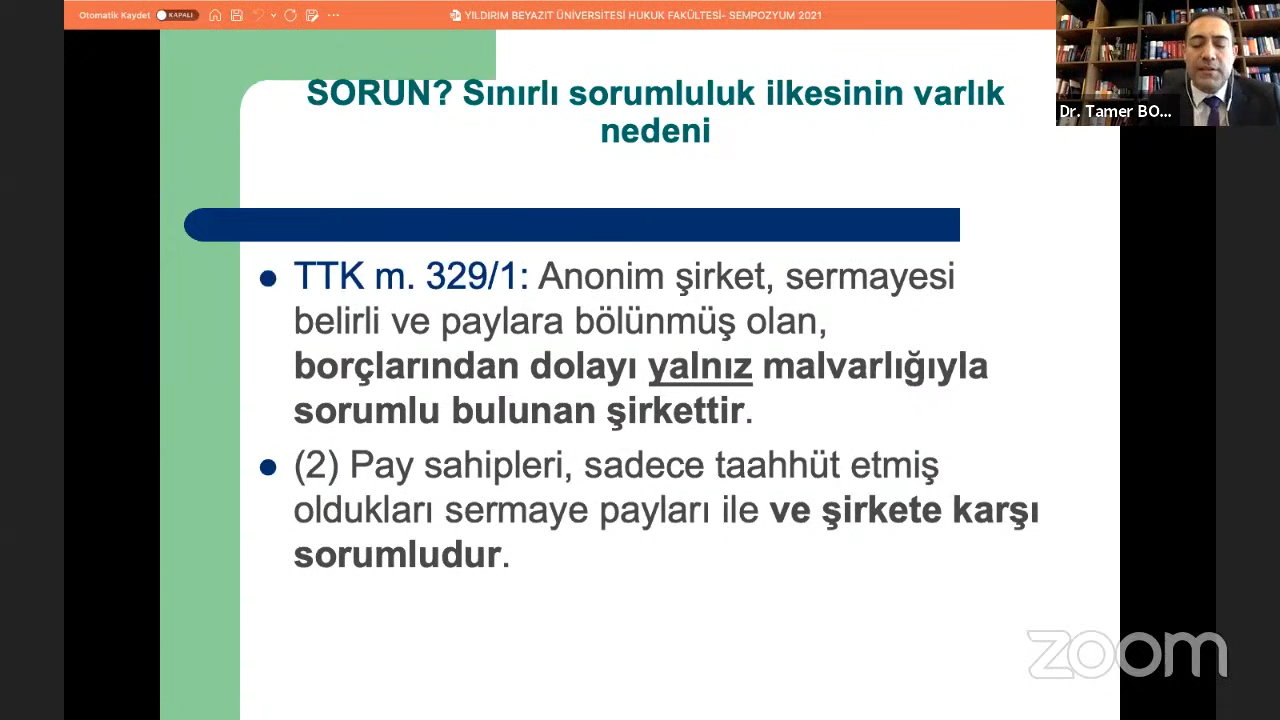 Otomatik Kaydet KAPALI
YILDIRIM BEYAZIT ÜNİVERSİTESİ HUKUK FAKÜLTESİ- SEMPOZYUM 2021
Dr. Tamer BO...
SORUN? Sınırlı sorumluluk ilkesinin varlık
nedeni
TTK m. 329/1: Anonim şirket, sermayesi
belirli ve paylara bölünmüş olan,
borçlarından dolayı yalnız malvarlığıyla
sorumlu bulunan şirkettir.
(2) Pay sahipleri, sadece taahhüt etmiş
oldukları sermaye payları ile ve şirkete karşı
sorumludur.
zoom